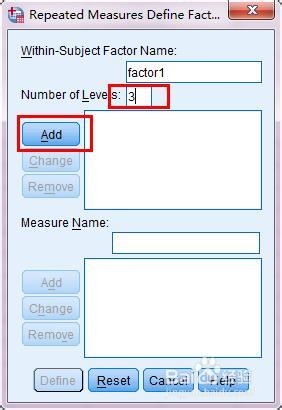 Repeated Measures Define Fact...
Within-Subject Factor Name:
factor1
Number of Levels: 3
Add
Change
Remove
Measure Name:
Add
Change
Remove
Define Reset Cancel Help
Baidu